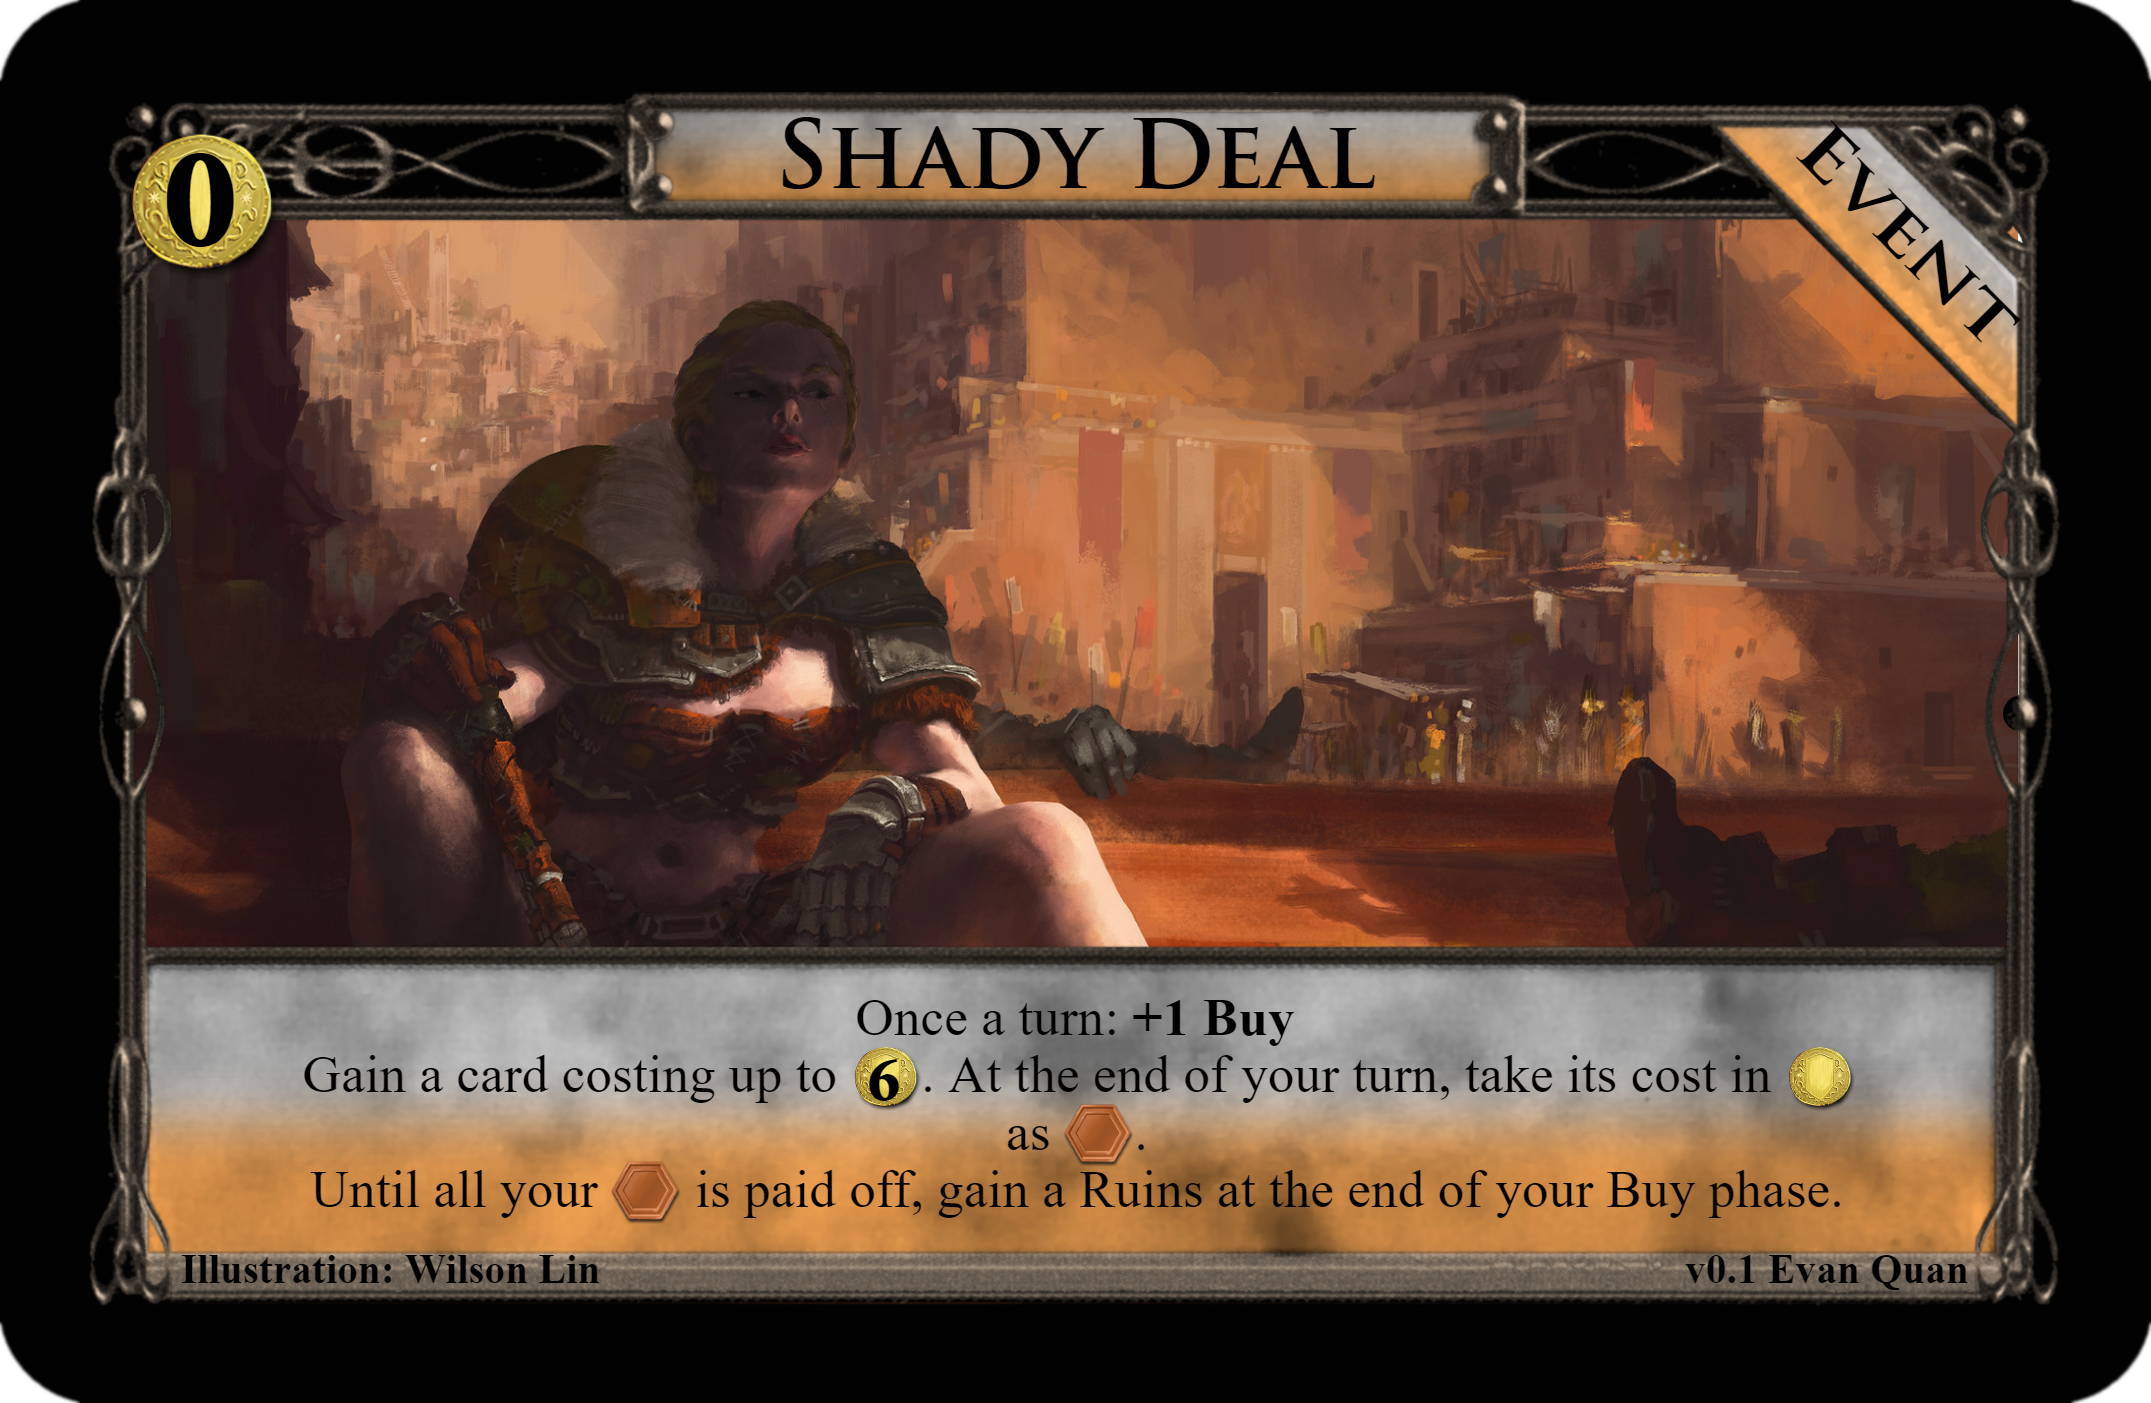 0
SHADY DEAL
EVENT
Once a turn: +1 Buy
Gain a card costing up to 6. At the end of your turn, take its cost in
as .
Until all your is paid off, gain a Ruins at the end of your Buy phase.
Illustration: Wilson Lin
v0.1 Evan Quan